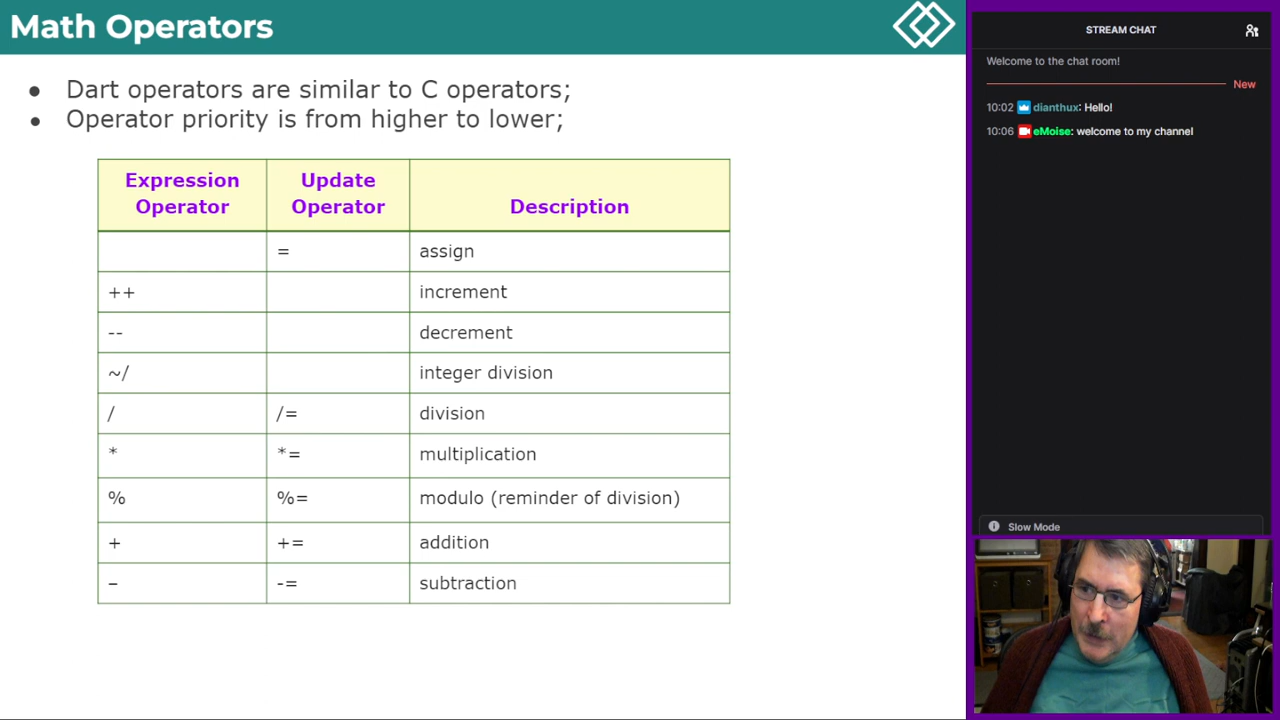 Math Operators
● Dart operators are similar to C operators;
● Operator priority is from higher to lower;
Expression Operator Update Operator Description
= assign
++ increment
-- decrement
~/ integer division
/ /= division
* *= multiplication
% %= modulo (reminder of division)
+ += addition
– -= subtraction
STREAM CHAT
Welcome to the chat room!
New
10:02 dianthux: Hello!
10:06 eMoise: welcome to my channel
Slow Mode